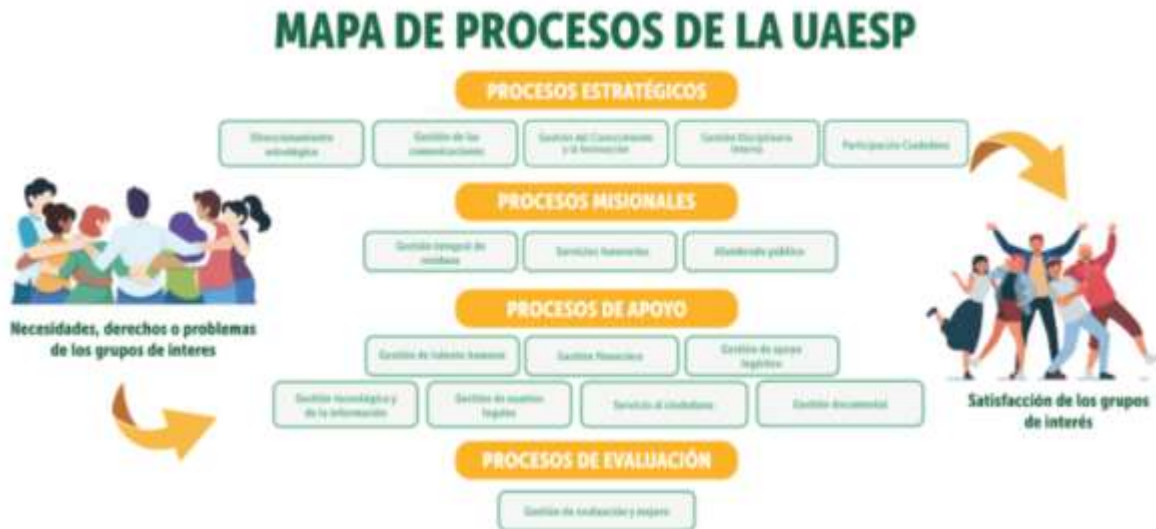 MAPA DE PROCESOS DE LA UAESP
PROCESOS ESTRATÉGICOS
Direccionamiento
estratégico
Gestión de las
comunicaciones
Gestión del Conocimiento
y la Innovación
Gestión Disciplinaria
Interna
Participación Ciudadana
PROCESOS MISIONALES
Gestión integral de
residuos
Servicios funerarios
Alumbrado público
PROCESOS DE APOYO
Gestión de talento humano
Gestión financiera
Gestión de apoyo
logístico
Gestión tecnológica y
de la información
Gestión de asuntos
legales
Servicio al ciudadano
Gestión documental
PROCESOS DE EVALUACIÓN
Gestión de evaluación y mejora
Necesidades, derechos o problemas
de los grupos de interes
Satisfacción de los grupos
de interés